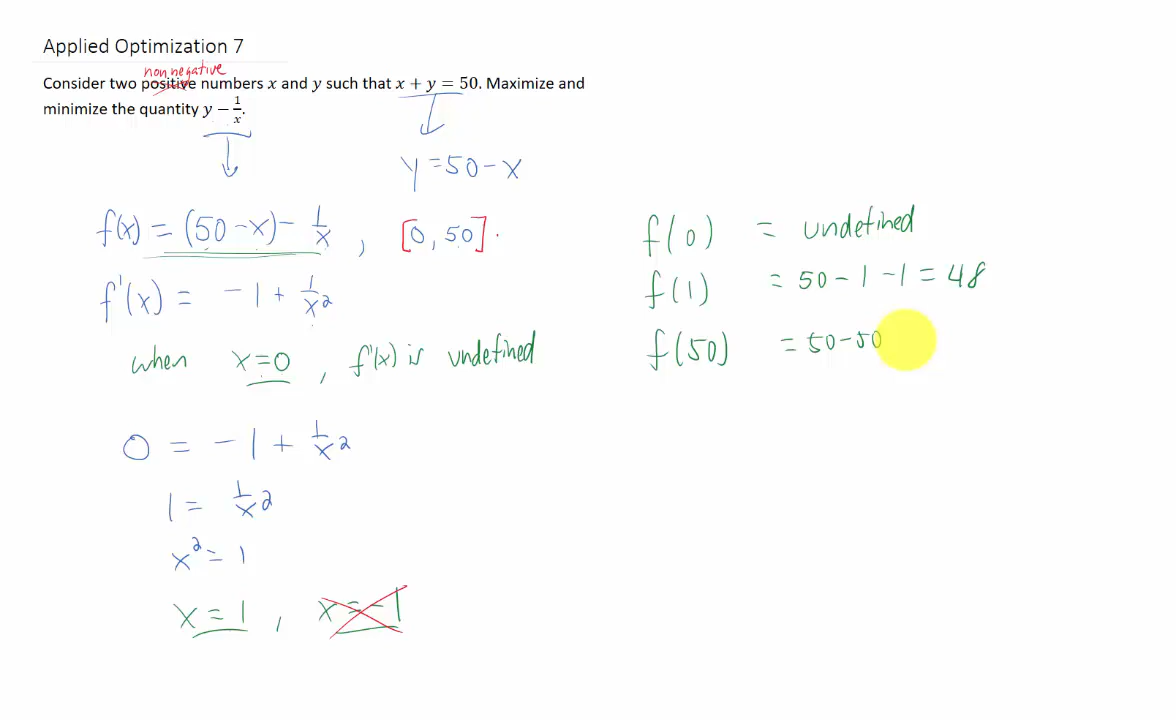 Applied Optimization 7
nonnegative
Consider two positive numbers x and y such that x + y = 50. Maximize and
minimize the quantity y − 1/x.
y = 50 − x
f(x) = (50 − x) − 1/x , [0, 50].
f'(x) = −1 + 1/x²
when x = 0 , f'(x) is undefined
0 = −1 + 1/x²
1 = 1/x²
x² = 1
x = 1 , x = −1
f(0) = undefined
f(1) = 50 − 1 − 1 = 48
f(50) = 50 − 50